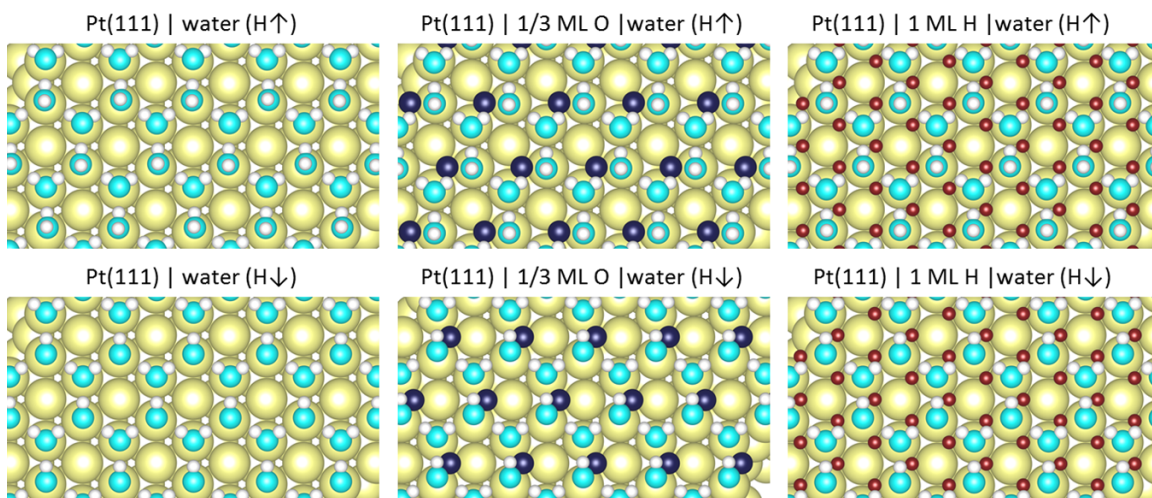 Pt(111) | water (H↑)
Pt(111) | 1/3 ML O |water (H↑)
Pt(111) | 1 ML H |water (H↑)
Pt(111) | water (H↓)
Pt(111) | 1/3 ML O |water (H↓)
Pt(111) | 1 ML H |water (H↓)